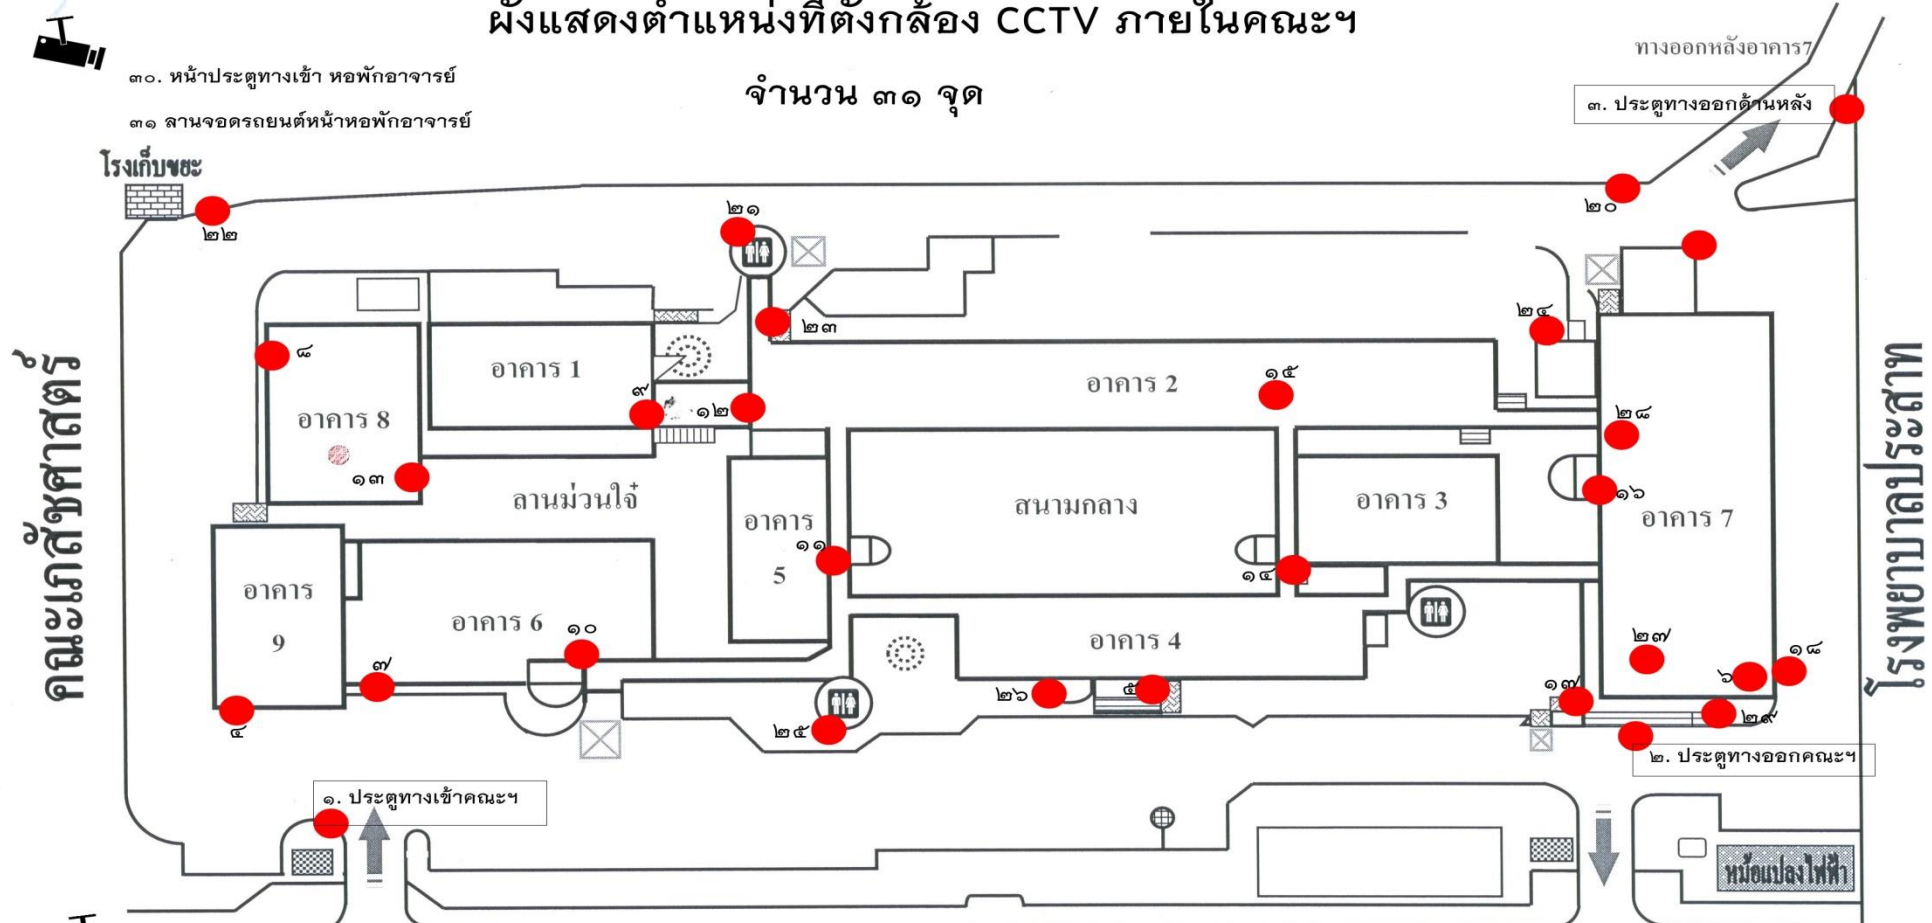 ผังแสดงตำแหน่งที่ตั้งกล้อง CCTV ภายในคณะฯ
จำนวน ๓๑ จุด
๓๐. หน้าประตูทางเข้า หอพักอาจารย์
๓๑ ลานจอดรถยนต์หน้าหอพักอาจารย์
ทางออกหลังอาคาร7
๓. ประตูทางออกด้านหลัง
โรงเก็บขยะ
๒๒
๒๑
๒๐
๒๓
๒๔
๘
อาคาร 1
อาคาร 2
๑๕
๙
๑๒
อาคาร 8
๒๘
๑๓
ลานม่วนใจ๋
สนามกลาง
อาคาร 3
๑๖
อาคาร 7
อาคาร
5
๑๑
๑๔
คณะเภสัชศาสตร์
โรงพยาบาลประสาท
อาคาร
9
อาคาร 6
๑๐
อาคาร 4
๒๗
๗
๒๖
๕
๖
๑๘
๑๗
๔
๒๕
๒๙
๒. ประตูทางออกคณะฯ
๑. ประตูทางเข้าคณะฯ
หม้อแปลงไฟฟ้า